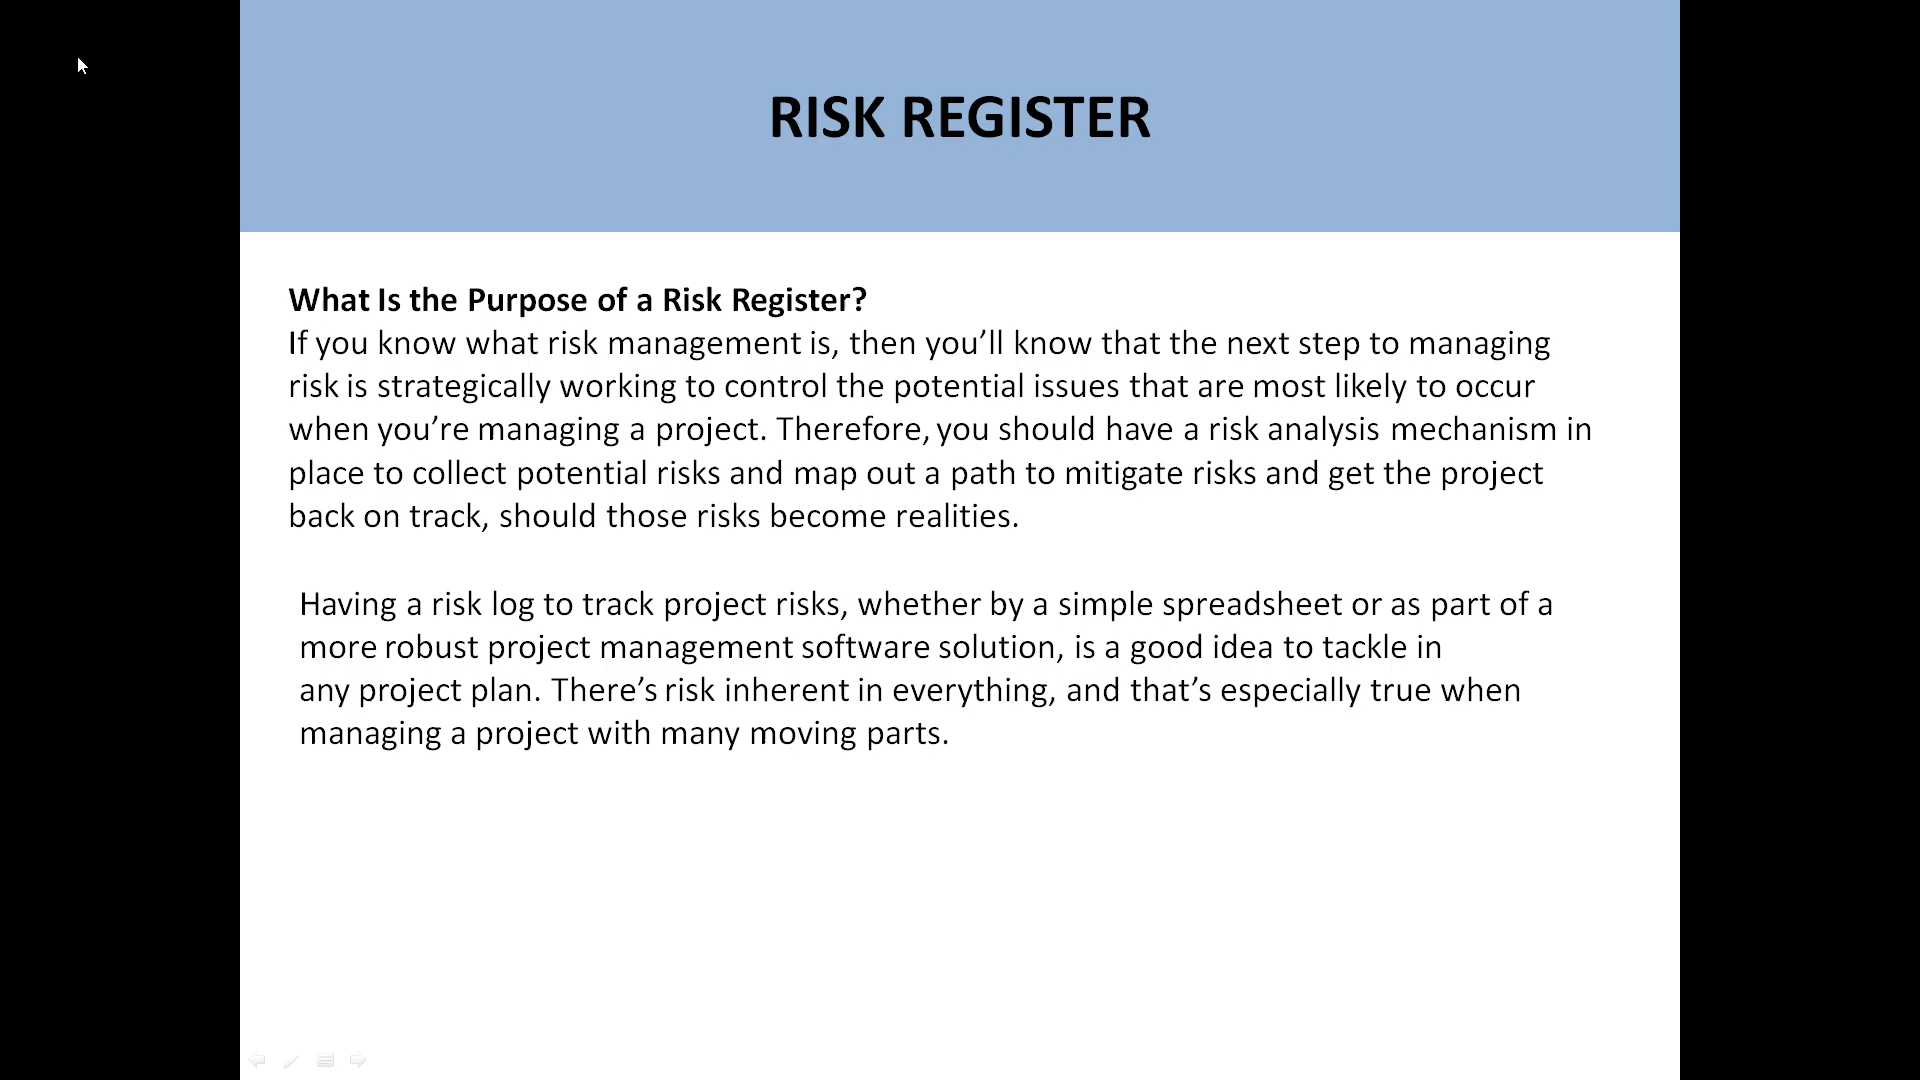 RISK REGISTER
What Is the Purpose of a Risk Register?
If you know what risk management is, then you’ll know that the next step to managing
risk is strategically working to control the potential issues that are most likely to occur
when you’re managing a project. Therefore, you should have a risk analysis mechanism in
place to collect potential risks and map out a path to mitigate risks and get the project
back on track, should those risks become realities.
Having a risk log to track project risks, whether by a simple spreadsheet or as part of a
more robust project management software solution, is a good idea to tackle in
any project plan. There’s risk inherent in everything, and that’s especially true when
managing a project with many moving parts.